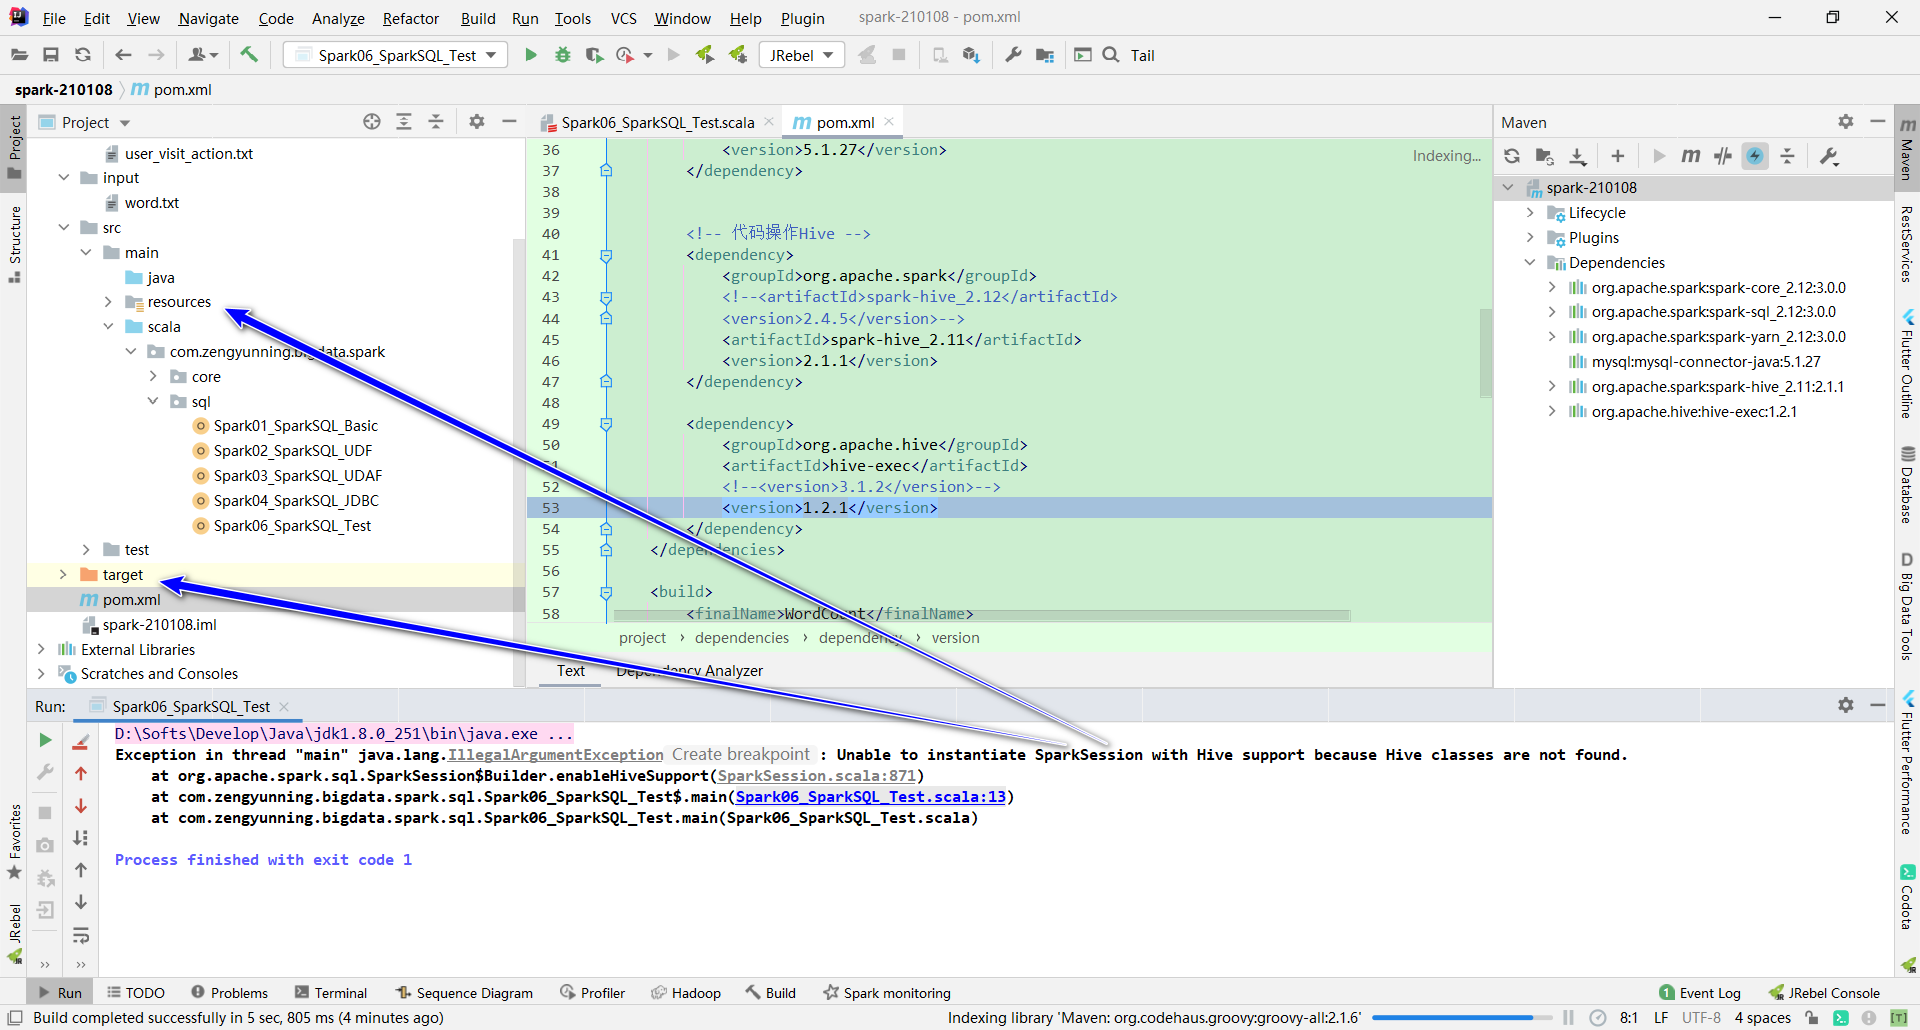 File Edit View Navigate Code Analyze Refactor Build Run Tools VCS Window Help Plugin spark-210108 - pom.xml
Spark06_SparkSQL_Test JRebel Tail
spark-210108 pom.xml
Project
user_visit_action.txt
input
word.txt
src
main
java
resources
scala
com.zengyunning.bigdata.spark
core
sql
Spark01_SparkSQL_Basic
Spark02_SparkSQL_UDF
Spark03_SparkSQL_UDAF
Spark04_SparkSQL_JDBC
Spark06_SparkSQL_Test
test
target
pom.xml
spark-210108.iml
External Libraries
Scratches and Consoles
Project
Structure
Favorites
JRebel
Spark06_SparkSQL_Test.scala pom.xml
Indexing...
36 <version>5.1.27</version>
37 </dependency>
38
39
40 <!-- 代码操作Hive -->
41 <dependency>
42 <groupId>org.apache.spark</groupId>
43 <!--<artifactId>spark-hive_2.12</artifactId>
44 <version>2.4.5</version>-->
45 <artifactId>spark-hive_2.11</artifactId>
46 <version>2.1.1</version>
47 </dependency>
48
49 <dependency>
50 <groupId>org.apache.hive</groupId>
51 <artifactId>hive-exec</artifactId>
52 <!--<version>3.1.2</version>-->
53 <version>1.2.1</version>
54 </dependency>
55 </dependencies>
56
57 <build>
58 <finalName>WordCount</finalName>
project › dependencies › dependency › version
Text Dependency Analyzer
Maven
spark-210108
Lifecycle
Plugins
Dependencies
org.apache.spark:spark-core_2.12:3.0.0
org.apache.spark:spark-sql_2.12:3.0.0
org.apache.spark:spark-yarn_2.12:3.0.0
mysql:mysql-connector-java:5.1.27
org.apache.spark:spark-hive_2.11:2.1.1
org.apache.hive:hive-exec:1.2.1
Maven
RestServices
Flutter Outline
Database
Big Data Tools
Flutter Performance
Codota
Run: Spark06_SparkSQL_Test
D:\Softs\Develop\Java\jdk1.8.0_251\bin\java.exe ...
Exception in thread "main" java.lang.IllegalArgumentException Create breakpoint : Unable to instantiate SparkSession with Hive support because Hive classes are not found.
at org.apache.spark.sql.SparkSession$Builder.enableHiveSupport(SparkSession.scala:871)
at com.zengyunning.bigdata.spark.sql.Spark06_SparkSQL_Test$.main(Spark06_SparkSQL_Test.scala:13)
at com.zengyunning.bigdata.spark.sql.Spark06_SparkSQL_Test.main(Spark06_SparkSQL_Test.scala)
Process finished with exit code 1
Run TODO Problems Terminal Sequence Diagram Profiler Hadoop Build Spark monitoring 1 Event Log JRebel Console
Build completed successfully in 5 sec, 805 ms (4 minutes ago) Indexing library 'Maven: org.codehaus.groovy:groovy-all:2.1.6' 8:1 LF UTF-8 4 spaces